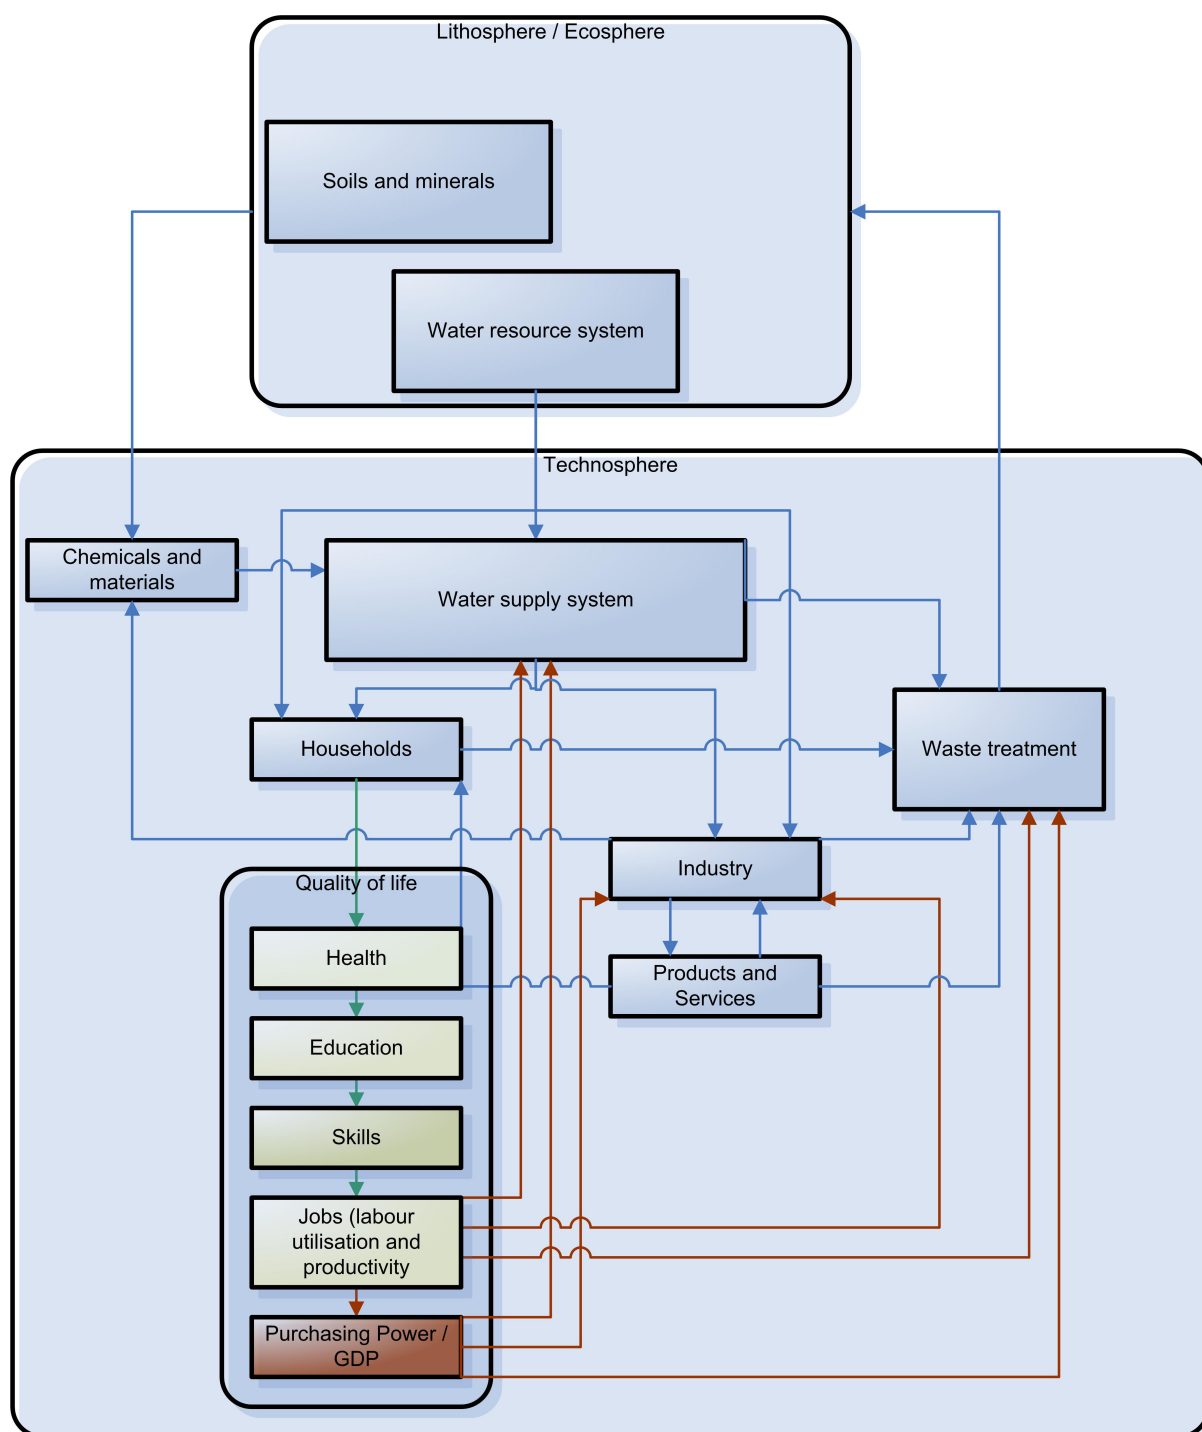 Lithosphere / Ecosphere
Soils and minerals
Water resource system
Technosphere
Chemicals and
materials
Water supply system
Households
Waste treatment
Industry
Quality of life
Health
Products and
Services
Education
Skills
Jobs (labour
utilisation and
productivity
Purchasing Power /
GDP